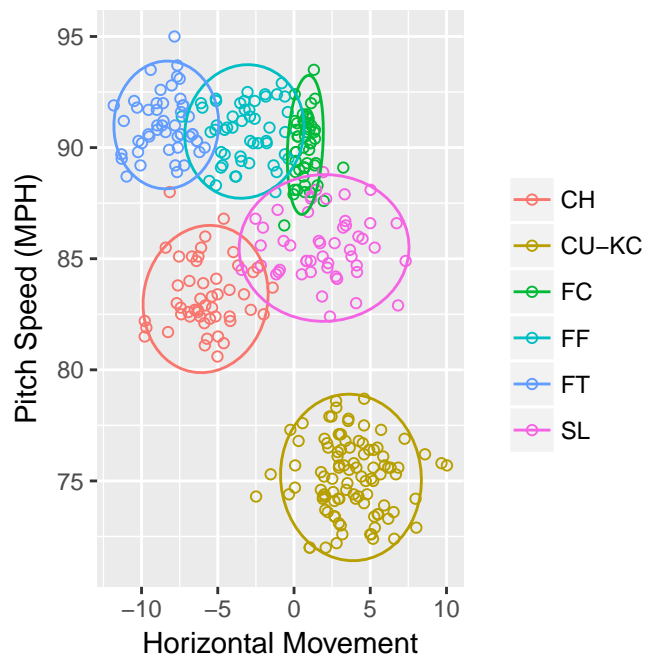 95
90
85
80
75
Pitch Speed (MPH)
−10
−5
0
5
10
Horizontal Movement
CH
CU−KC
FC
FF
FT
SL